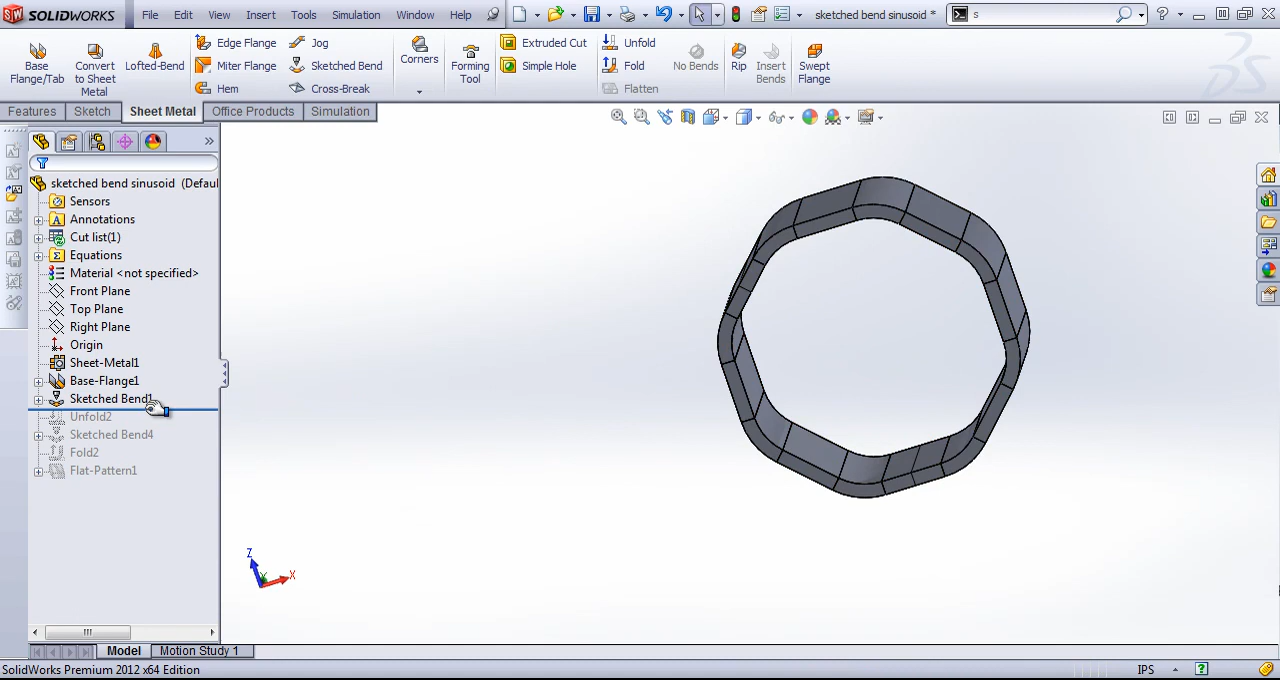 SW SOLIDWORKS File Edit View Insert Tools Simulation Window Help sketched bend sinusoid * s
Base Flange/Tab Convert to Sheet Metal Lofted-Bend Edge Flange Miter Flange Hem Jog Sketched Bend Cross-Break Corners Forming Tool Extruded Cut Simple Hole Unfold Fold Flatten No Bends Rip Insert Bends Swept Flange
Features Sketch Sheet Metal Office Products Simulation
sketched bend sinusoid (Defaul
Sensors
Annotations
Cut list(1)
Equations
Material <not specified>
Front Plane
Top Plane
Right Plane
Origin
Sheet-Metal1
Base-Flange1
Sketched Bend1
Unfold2
Sketched Bend4
Fold2
Flat-Pattern1
Z
Y
X
Model Motion Study 1
SolidWorks Premium 2012 x64 Edition IPS